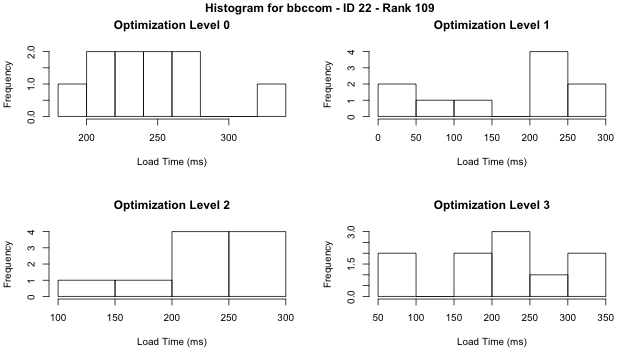 Histogram for bbccom - ID 22 - Rank 109
Optimization Level 0
Frequency
0.0 1.0 2.0
200 250 300
Load Time (ms)
Optimization Level 1
Frequency
0 1 2 3 4
0 50 100 150 200 250 300
Load Time (ms)
Optimization Level 2
Frequency
0 1 2 3 4
100 150 200 250 300
Load Time (ms)
Optimization Level 3
Frequency
0.0 1.5 3.0
50 100 150 200 250 300 350
Load Time (ms)